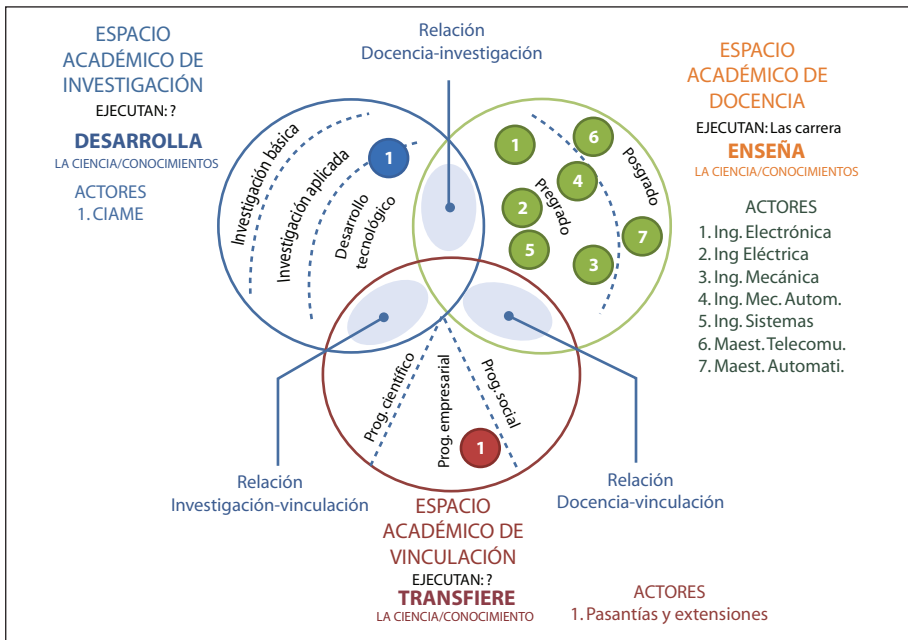 ESPACIO
ACADÉMICO DE
INVESTIGACIÓN
EJECUTAN: ?
DESARROLLA
LA CIENCIA/CONOCIMIENTOS
ACTORES
1. CIAME
Relación
Docencia-investigación
ESPACIO
ACADÉMICO DE
DOCENCIA
EJECUTAN: Las carrera
ENSEÑA
LA CIENCIA/CONOCIMIENTOS
ACTORES
1. Ing. Electrónica
2. Ing Eléctrica
3. Ing. Mecánica
4. Ing. Mec. Autom.
5. Ing. Sistemas
6. Maest. Telecomu.
7. Maest. Automati.
Investigación básica
Investigación aplicada
Desarrollo
tecnológico
1
Pregrado
Posgrado
1
6
4
2
7
5
3
Prog. científico
Prog. empresarial
Prog. social
1
Relación
Investigación-vinculación
Relación
Docencia-vinculación
ESPACIO
ACADÉMICO DE
VINCULACIÓN
EJECUTAN: ?
TRANSFIERE
LA CIENCIA/CONOCIMIENTO
ACTORES
1. Pasantías y extensiones